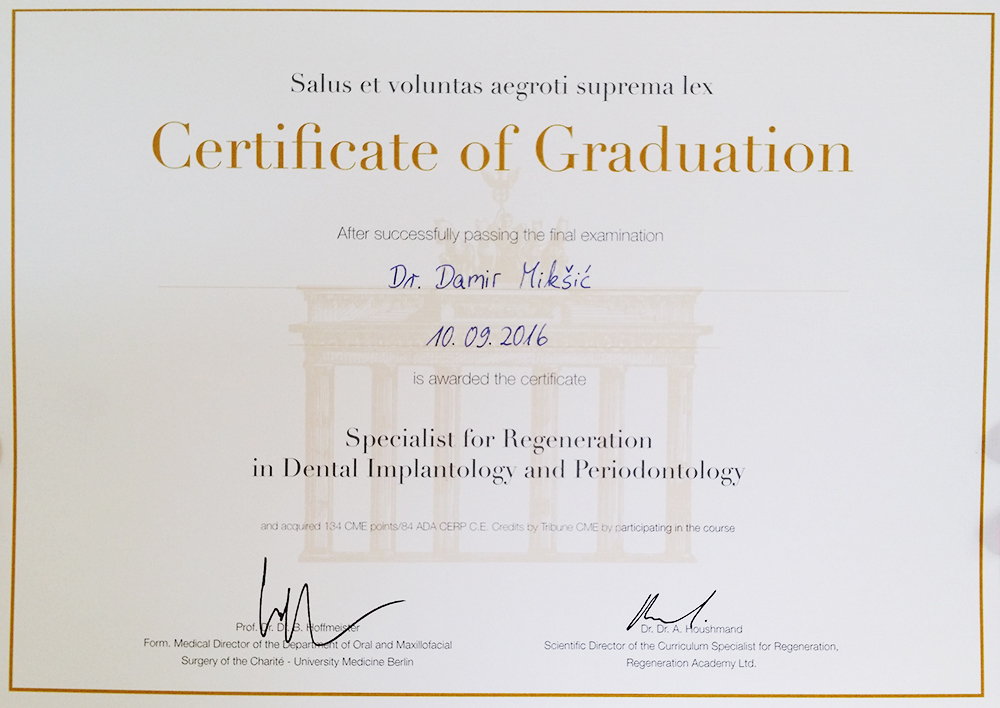 Salus et voluntas aegroti suprema lex
Certificate of Graduation
After successfully passing the final examination
Dr. Damir Mikšić
10. 09. 2016
is awarded the certificate
Specialist for Regeneration
in Dental Implantology and Periodontology
and acquired 134 CME points/84 ADA CERP C.E. Credits by Tribune CME by participating in the course
Prof. Dr. Dr. B. Hoffmeister
Form. Medical Director of the Department of Oral and Maxillofacial
Surgery of the Charité - University Medicine Berlin
Dr. Dr. A. Houshmand
Scientific Director of the Curriculum Specialist for Regeneration,
Regeneration Academy Ltd.